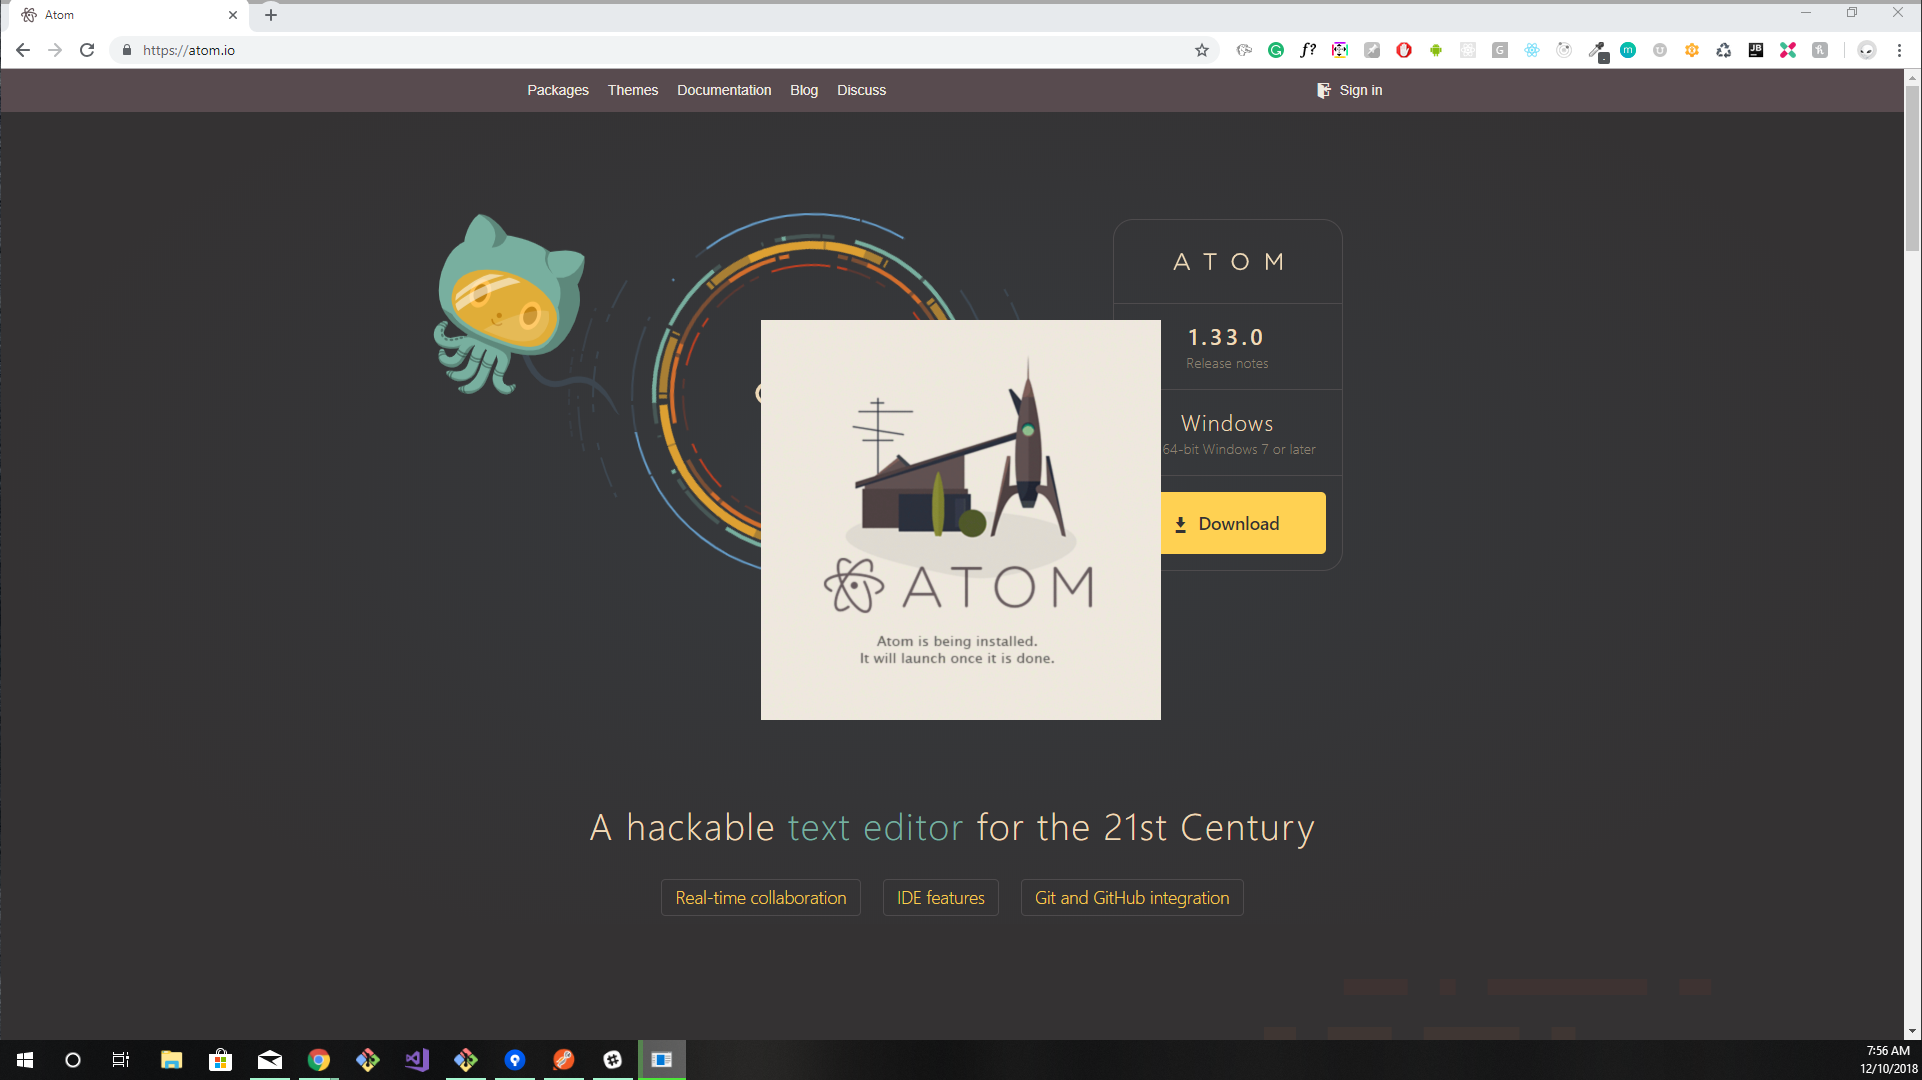 Atom
https://atom.io
Packages Themes Documentation Blog Discuss Sign in
ATOM
1.33.0
Release notes
Windows
64-bit Windows 7 or later
Download
ATOM
Atom is being installed.
It will launch once it is done.
A hackable text editor for the 21st Century
Real-time collaboration IDE features Git and GitHub integration
7:56 AM
12/10/2018